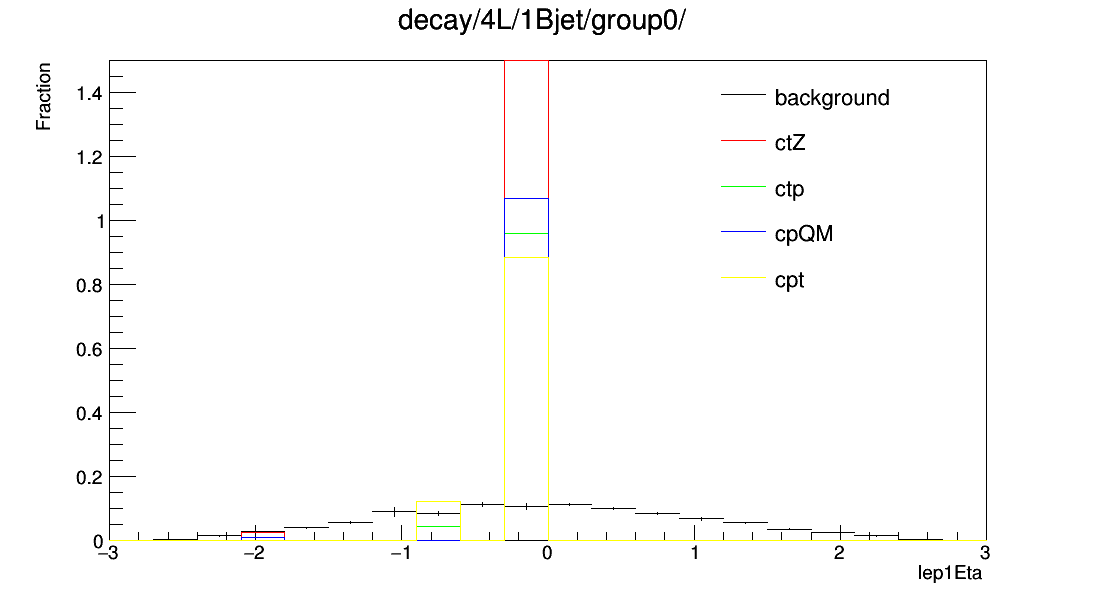 decay/4L/1Bjet/group0/
Fraction
1.4
1.2
1
0.8
0.6
0.4
0.2
0
background
ctZ
ctp
cpQM
cpt
−3 −2 −1 0 1 2 3
lep1Eta